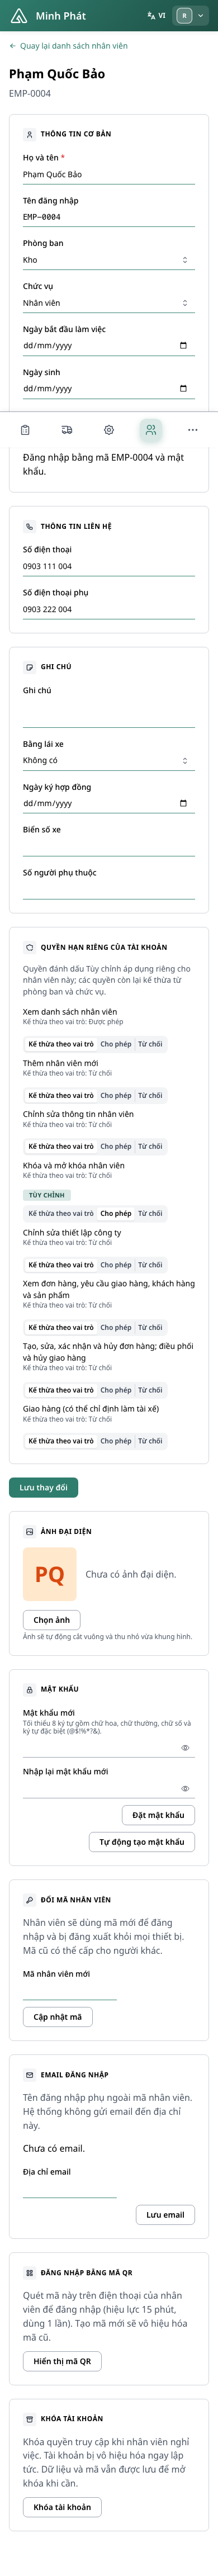 Minh Phát
VI
R
Quay lại danh sách nhân viên
Phạm Quốc Bảo
EMP-0004
THÔNG TIN CƠ BẢN
Họ và tên *
Phạm Quốc Bảo
Tên đăng nhập
EMP-0004
Phòng ban
Kho
Chức vụ
Nhân viên
Ngày bắt đầu làm việc
dd/mm/yyyy
Ngày sinh
dd/mm/yyyy
Đăng nhập bằng mã EMP-0004 và mật
khẩu.
THÔNG TIN LIÊN HỆ
Số điện thoại
0903 111 004
Số điện thoại phụ
0903 222 004
GHI CHÚ
Ghi chú
Bằng lái xe
Không có
Ngày ký hợp đồng
dd/mm/yyyy
Biển số xe
Số người phụ thuộc
QUYỀN HẠN RIÊNG CỦA TÀI KHOẢN
Quyền đánh dấu Tùy chỉnh áp dụng riêng cho
nhân viên này; các quyền còn lại kế thừa từ
phòng ban và chức vụ.
Xem danh sách nhân viên
Kế thừa theo vai trò: Được phép
Kế thừa theo vai trò Cho phép Từ chối
Thêm nhân viên mới
Kế thừa theo vai trò: Từ chối
Kế thừa theo vai trò Cho phép Từ chối
Chỉnh sửa thông tin nhân viên
Kế thừa theo vai trò: Từ chối
Kế thừa theo vai trò Cho phép Từ chối
Khóa và mở khóa nhân viên
Kế thừa theo vai trò: Từ chối
TÙY CHỈNH
Kế thừa theo vai trò Cho phép Từ chối
Chỉnh sửa thiết lập công ty
Kế thừa theo vai trò: Từ chối
Kế thừa theo vai trò Cho phép Từ chối
Xem đơn hàng, yêu cầu giao hàng, khách hàng
và sản phẩm
Kế thừa theo vai trò: Từ chối
Kế thừa theo vai trò Cho phép Từ chối
Tạo, sửa, xác nhận và hủy đơn hàng; điều phối
và hủy giao hàng
Kế thừa theo vai trò: Từ chối
Kế thừa theo vai trò Cho phép Từ chối
Giao hàng (có thể chỉ định làm tài xế)
Kế thừa theo vai trò: Từ chối
Kế thừa theo vai trò Cho phép Từ chối
Lưu thay đổi
ẢNH ĐẠI DIỆN
PQ
Chưa có ảnh đại diện.
Chọn ảnh
Ảnh sẽ tự động cắt vuông và thu nhỏ vừa khung hình.
MẬT KHẨU
Mật khẩu mới
Tối thiểu 8 ký tự gồm chữ hoa, chữ thường, chữ số và
ký tự đặc biệt (@$!%*?&).
Nhập lại mật khẩu mới
Đặt mật khẩu
Tự động tạo mật khẩu
ĐỔI MÃ NHÂN VIÊN
Nhân viên sẽ dùng mã mới để đăng
nhập và bị đăng xuất khỏi mọi thiết bị.
Mã cũ có thể cấp cho người khác.
Mã nhân viên mới
Cập nhật mã
EMAIL ĐĂNG NHẬP
Tên đăng nhập phụ ngoài mã nhân viên.
Hệ thống không gửi email đến địa chỉ
này.
Chưa có email.
Địa chỉ email
Lưu email
ĐĂNG NHẬP BẰNG MÃ QR
Quét mã này trên điện thoại của nhân
viên để đăng nhập (hiệu lực 15 phút,
dùng 1 lần). Tạo mã mới sẽ vô hiệu hóa
mã cũ.
Hiển thị mã QR
KHÓA TÀI KHOẢN
Khóa quyền truy cập khi nhân viên nghỉ
việc. Tài khoản bị vô hiệu hóa ngay lập
tức. Dữ liệu và mã vẫn được lưu để mở
khóa khi cần.
Khóa tài khoản